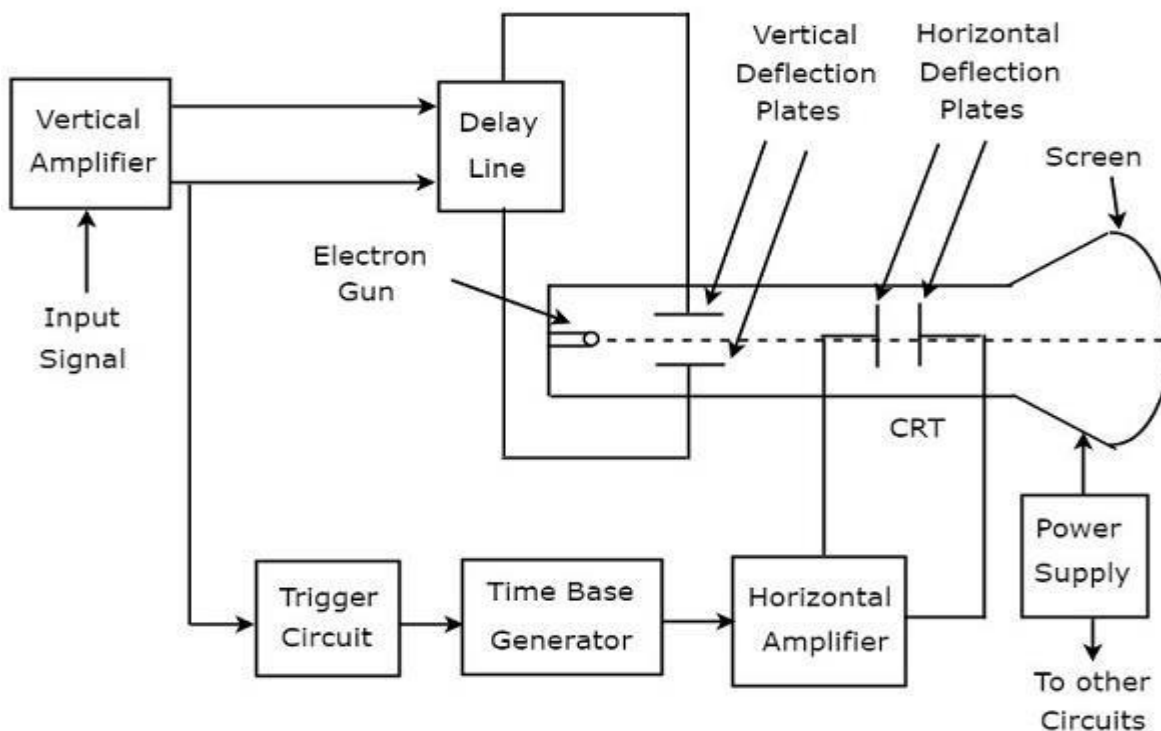 Vertical
Amplifier
Input
Signal
Delay
Line
Electron
Gun
Vertical
Deflection
Plates
Horizontal
Deflection
Plates
Screen
CRT
Trigger
Circuit
Time Base
Generator
Horizontal
Amplifier
Power
Supply
To other
Circuits